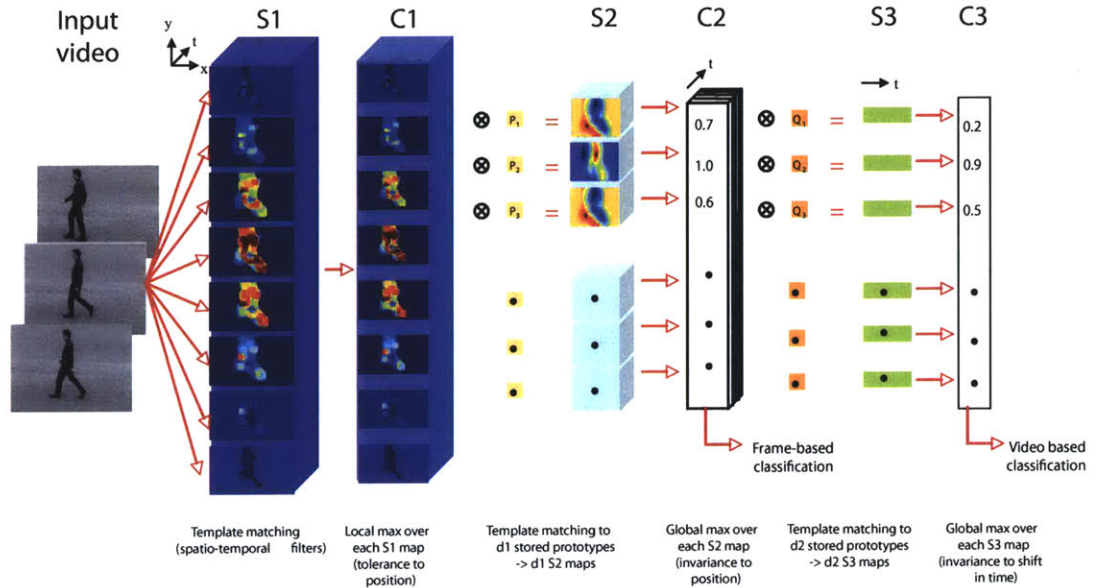 Input
video
S1
C1
S2
C2
S3
C3
y
t
x
t
t
P1 =
P2 =
P3 =
0.7
1.0
0.6
Q1 =
Q2 =
Q3 =
0.2
0.9
0.5
Frame-based
classification
Video based
classification
Template matching
(spatio-temporal filters)
Local max over
each S1 map
(tolerance to
position)
Template matching to
d1 stored prototypes
-> d1 S2 maps
Global max over
each S2 map
(invariance to
position)
Template matching to
d2 stored prototypes
-> d2 S3 maps
Global max over
each S3 map
(invariance to shift
in time)